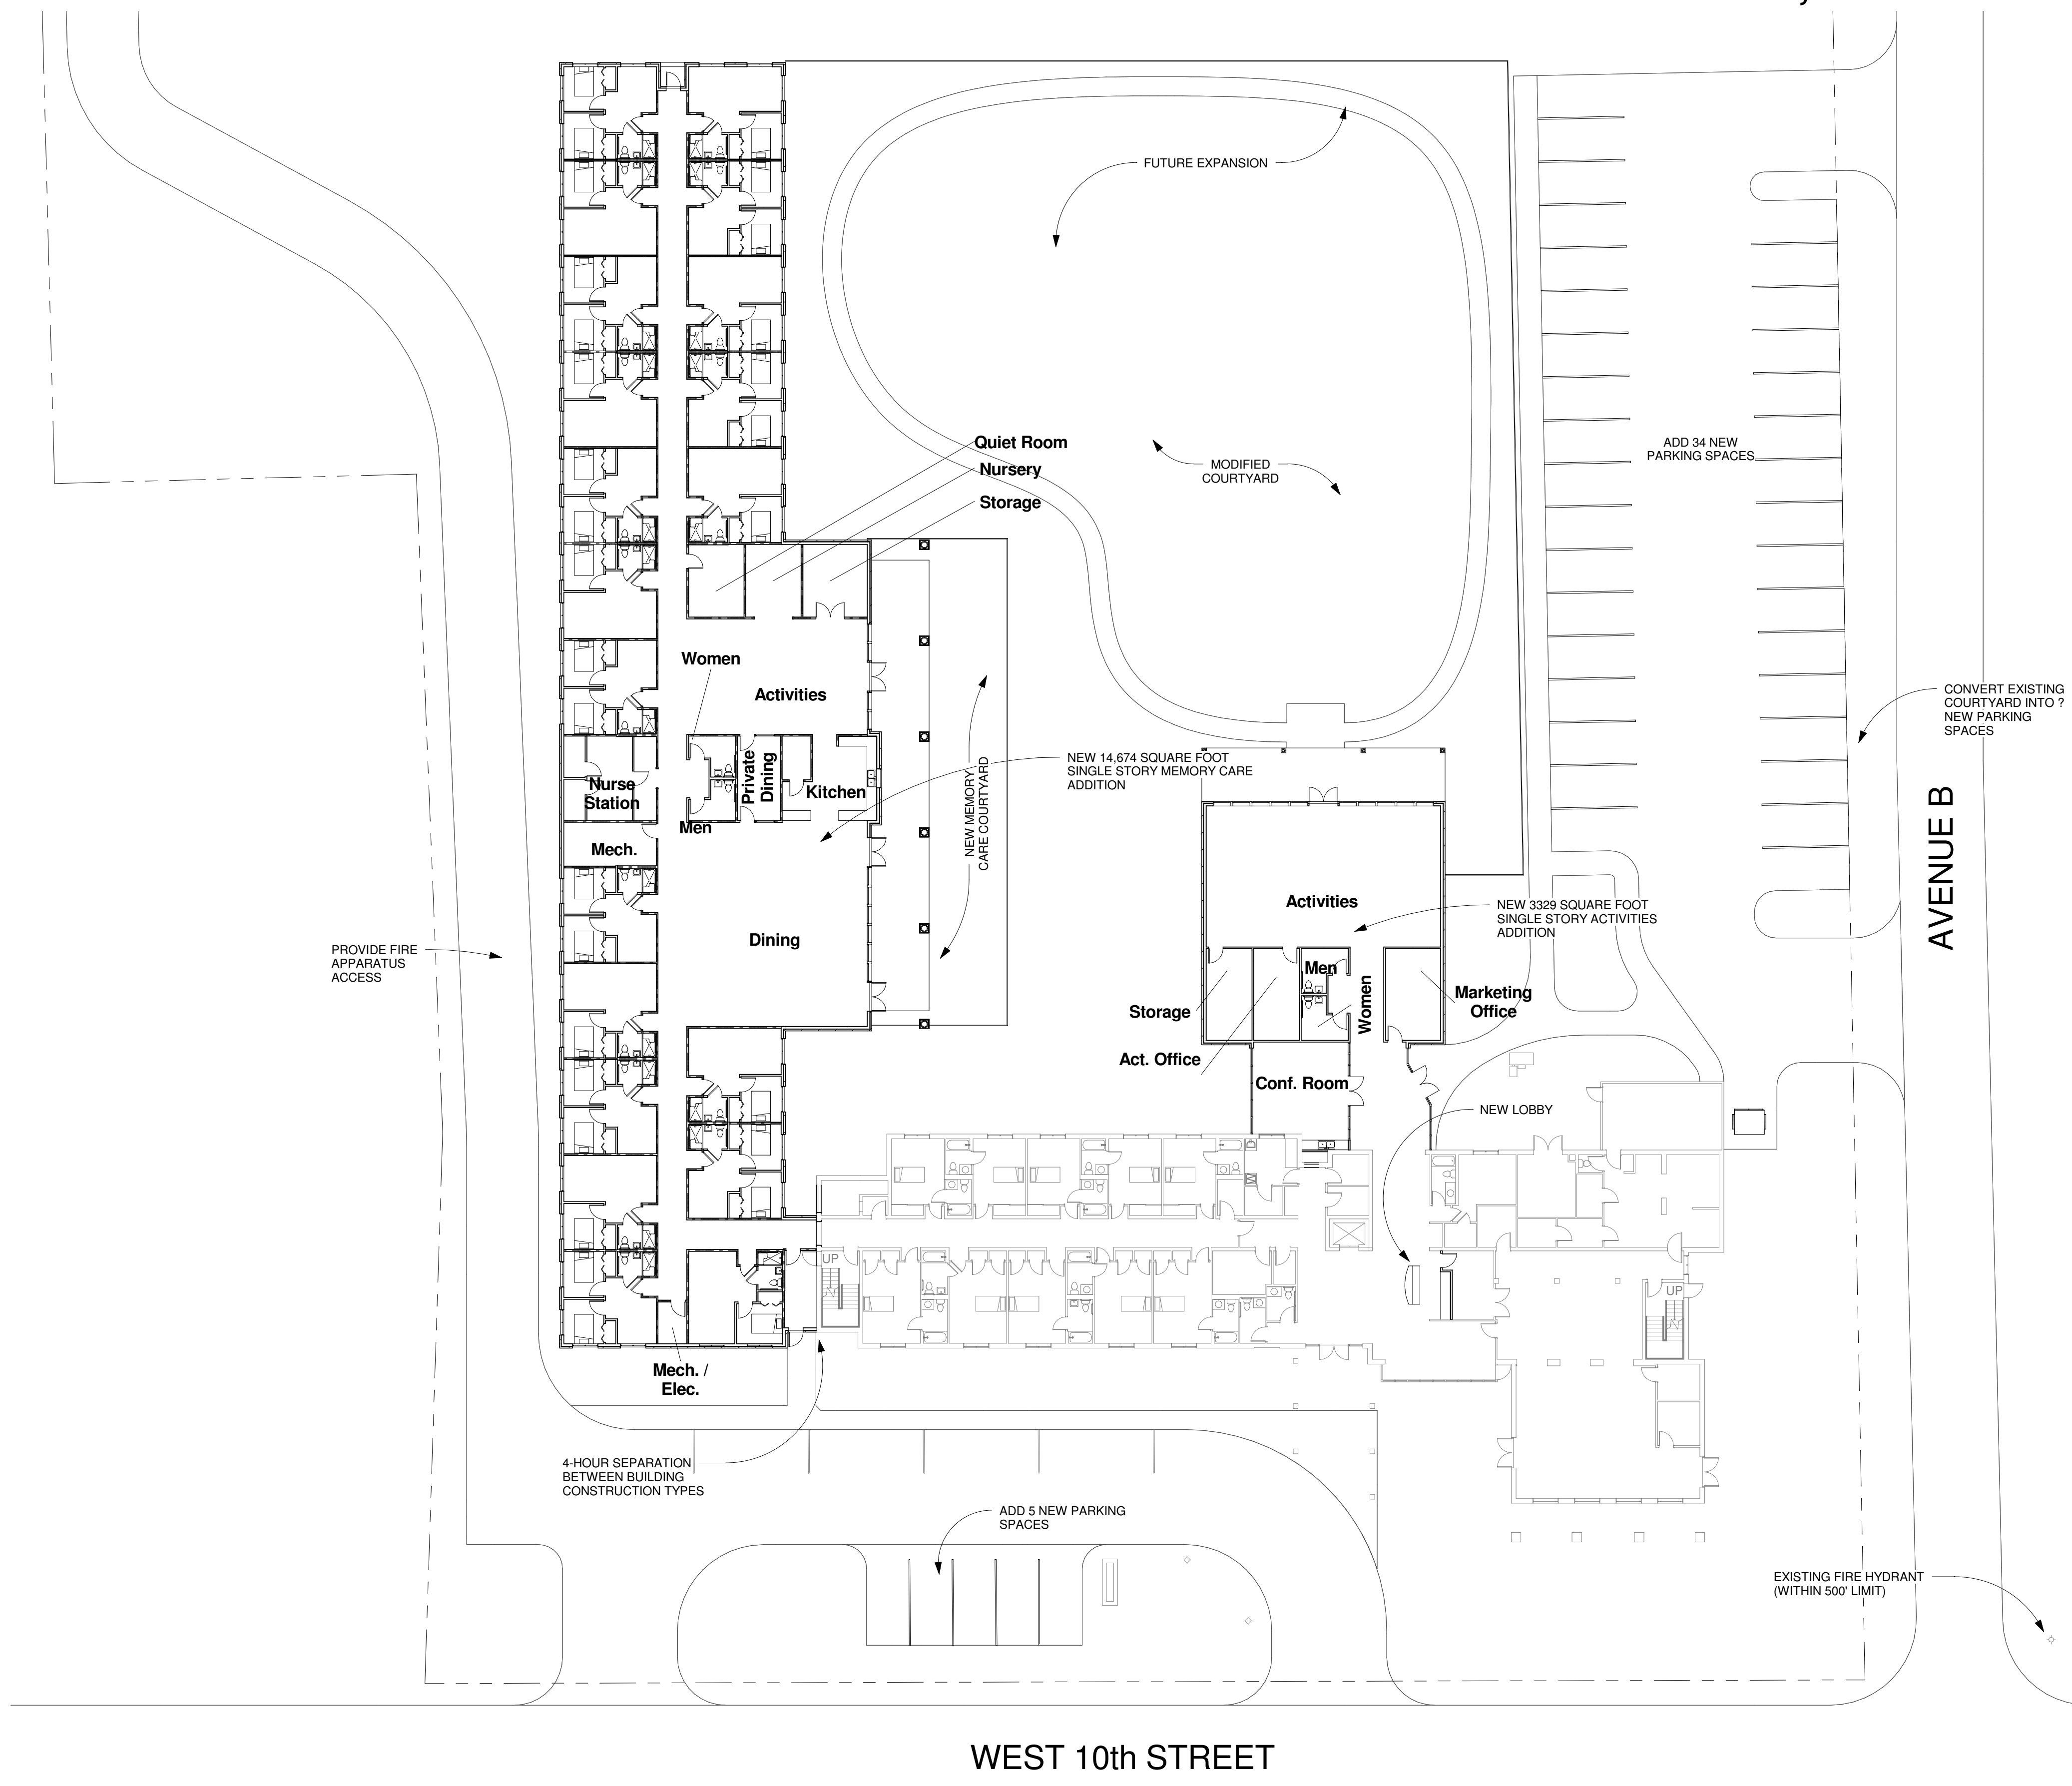 FUTURE EXPANSION
Quiet Room
Nursery
Storage
MODIFIED
COURTYARD
ADD 34 NEW
PARKING SPACES
Women
Activities
CONVERT EXISTING
COURTYARD INTO ?
NEW PARKING
SPACES
Nurse
Station
Private
Dining
Kitchen
Men
Mech.
NEW MEMORY
CARE COURTYARD
NEW 14,674 SQUARE FOOT
SINGLE STORY MEMORY CARE
ADDITION
AVENUE B
Activities
NEW 3329 SQUARE FOOT
SINGLE STORY ACTIVITIES
ADDITION
PROVIDE FIRE
APPARATUS
ACCESS
Dining
Men
Women
Storage
Marketing
Office
Act. Office
Conf. Room
NEW LOBBY
D
W
UP
UP
Mech. /
Elec.
4-HOUR SEPARATION
BETWEEN BUILDING
CONSTRUCTION TYPES
ADD 5 NEW PARKING
SPACES
EXISTING FIRE HYDRANT
(WITHIN 500' LIMIT)
WEST 10th STREET